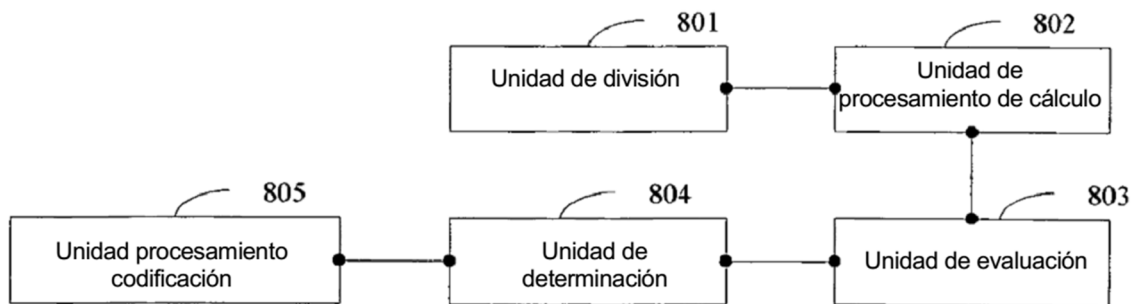 801
802
Unidad de división
Unidad de
procesamiento de cálculo
805
804
803
Unidad procesamiento
codificación
Unidad de
determinación
Unidad de evaluación